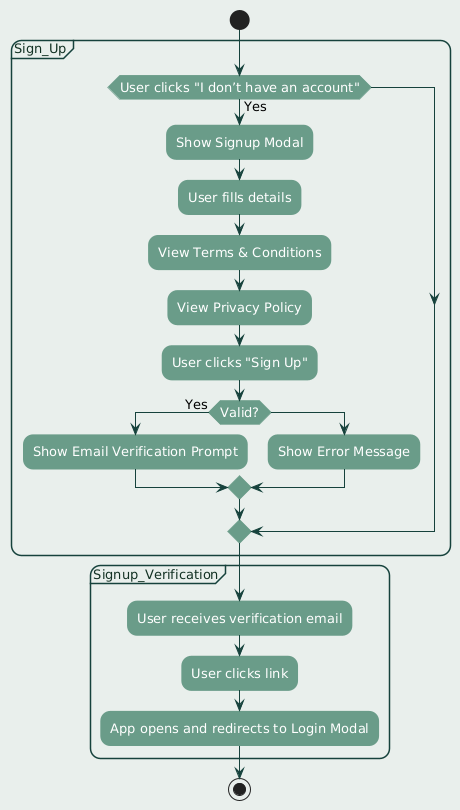 Sign_Up
User clicks "I don’t have an account"
Yes
Show Signup Modal
User fills details
View Terms & Conditions
View Privacy Policy
User clicks "Sign Up"
Yes
Valid?
Show Email Verification Prompt
Show Error Message
Signup_Verification
User receives verification email
User clicks link
App opens and redirects to Login Modal